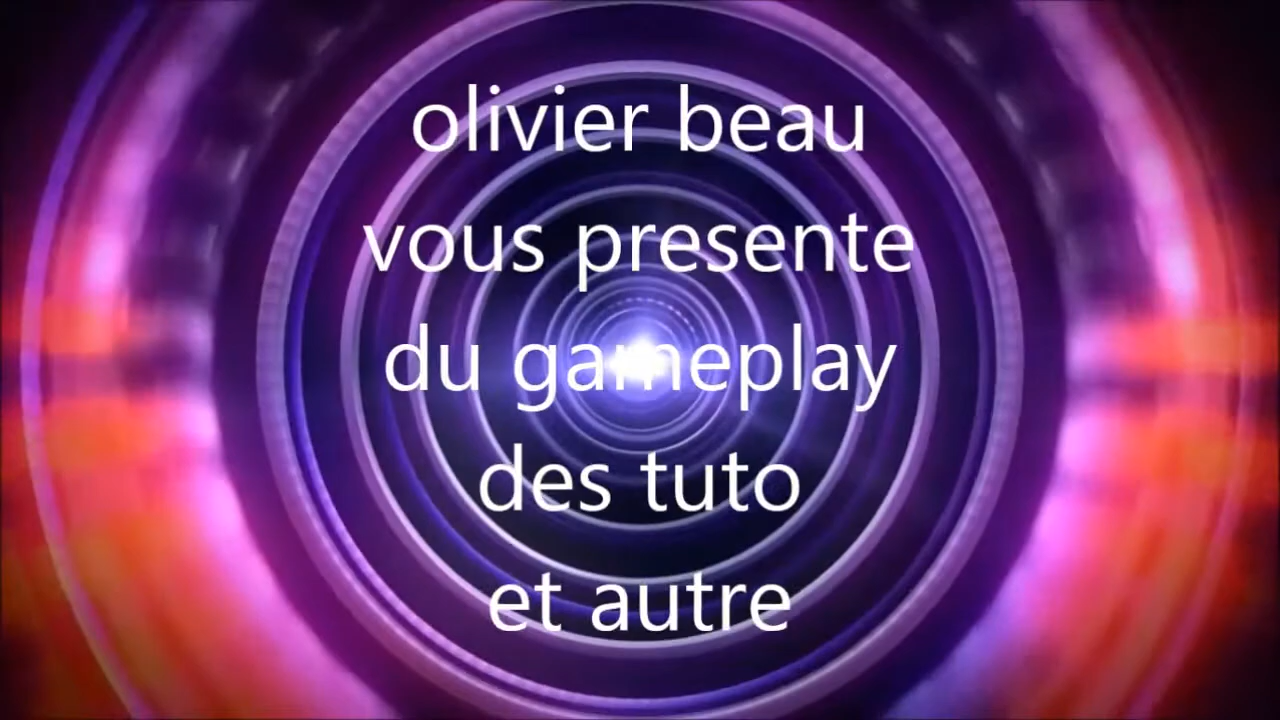 olivier beau
vous presente
du gameplay
des tuto
et autre